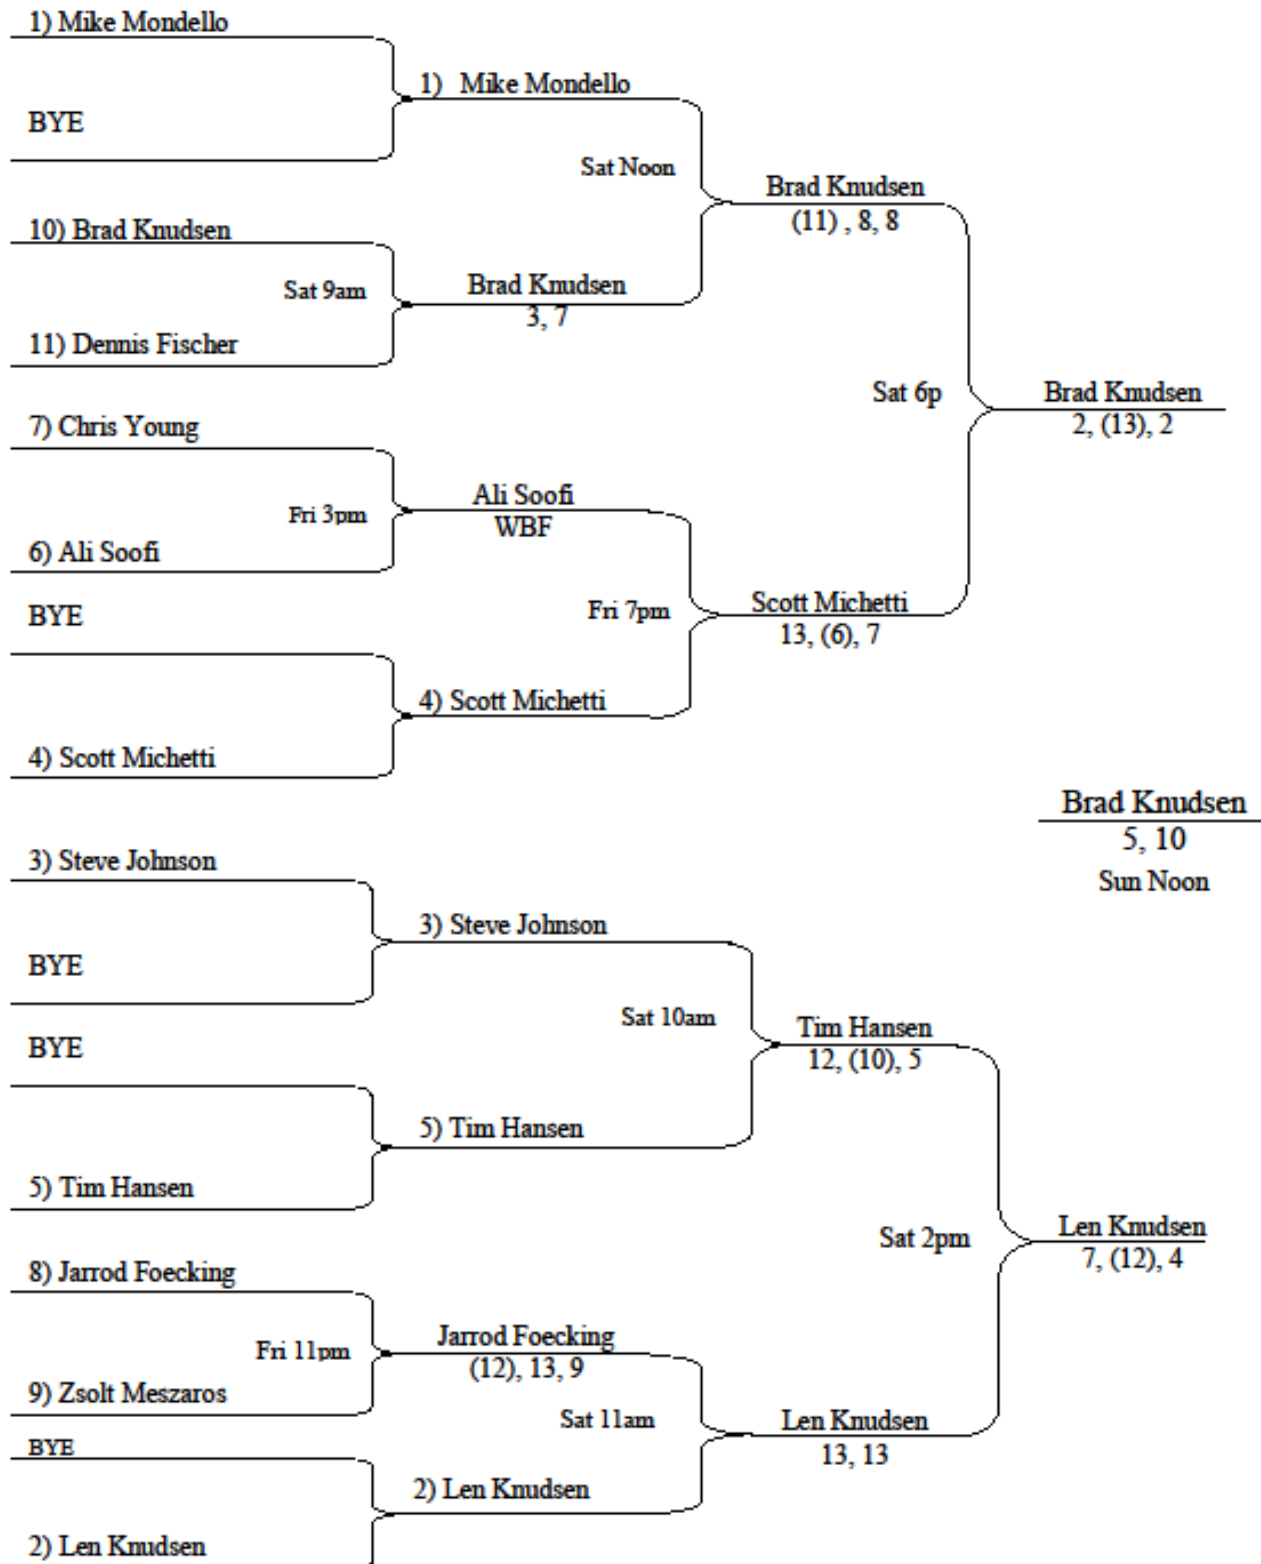 1) Mike Mondello
1) Mike Mondello
BYE
Sat Noon
Brad Knudsen
(11) , 8, 8
10) Brad Knudsen
Sat 9am
Brad Knudsen
3, 7
11) Dennis Fischer
Sat 6p
Brad Knudsen
2, (13), 2
7) Chris Young
Ali Soofi
WBF
Fri 3pm
6) Ali Soofi
BYE
Fri 7pm
Scott Michetti
13, (6), 7
4) Scott Michetti
4) Scott Michetti
Brad Knudsen
5, 10
Sun Noon
3) Steve Johnson
3) Steve Johnson
BYE
Sat 10am
Tim Hansen
12, (10), 5
BYE
5) Tim Hansen
5) Tim Hansen
Sat 2pm
Len Knudsen
7, (12), 4
8) Jarrod Foecking
Fri 11pm
Jarrod Foecking
(12), 13, 9
9) Zsolt Meszaros
Sat 11am
Len Knudsen
13, 13
BYE
2) Len Knudsen
2) Len Knudsen